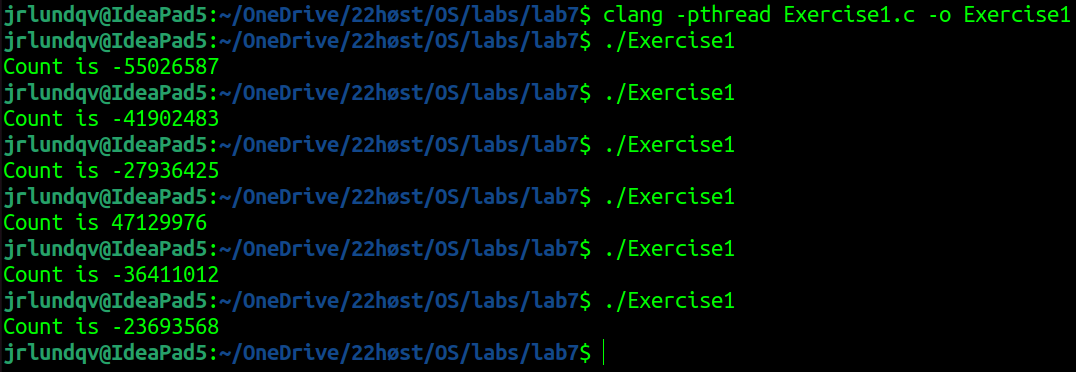 jrlundqv@IdeaPad5:~/OneDrive/22høst/OS/labs/lab7$ clang -pthread Exercise1.c -o Exercise1
jrlundqv@IdeaPad5:~/OneDrive/22høst/OS/labs/lab7$ ./Exercise1
Count is -55026587
jrlundqv@IdeaPad5:~/OneDrive/22høst/OS/labs/lab7$ ./Exercise1
Count is -41902483
jrlundqv@IdeaPad5:~/OneDrive/22høst/OS/labs/lab7$ ./Exercise1
Count is -27936425
jrlundqv@IdeaPad5:~/OneDrive/22høst/OS/labs/lab7$ ./Exercise1
Count is 47129976
jrlundqv@IdeaPad5:~/OneDrive/22høst/OS/labs/lab7$ ./Exercise1
Count is -36411012
jrlundqv@IdeaPad5:~/OneDrive/22høst/OS/labs/lab7$ ./Exercise1
Count is -23693568
jrlundqv@IdeaPad5:~/OneDrive/22høst/OS/labs/lab7$